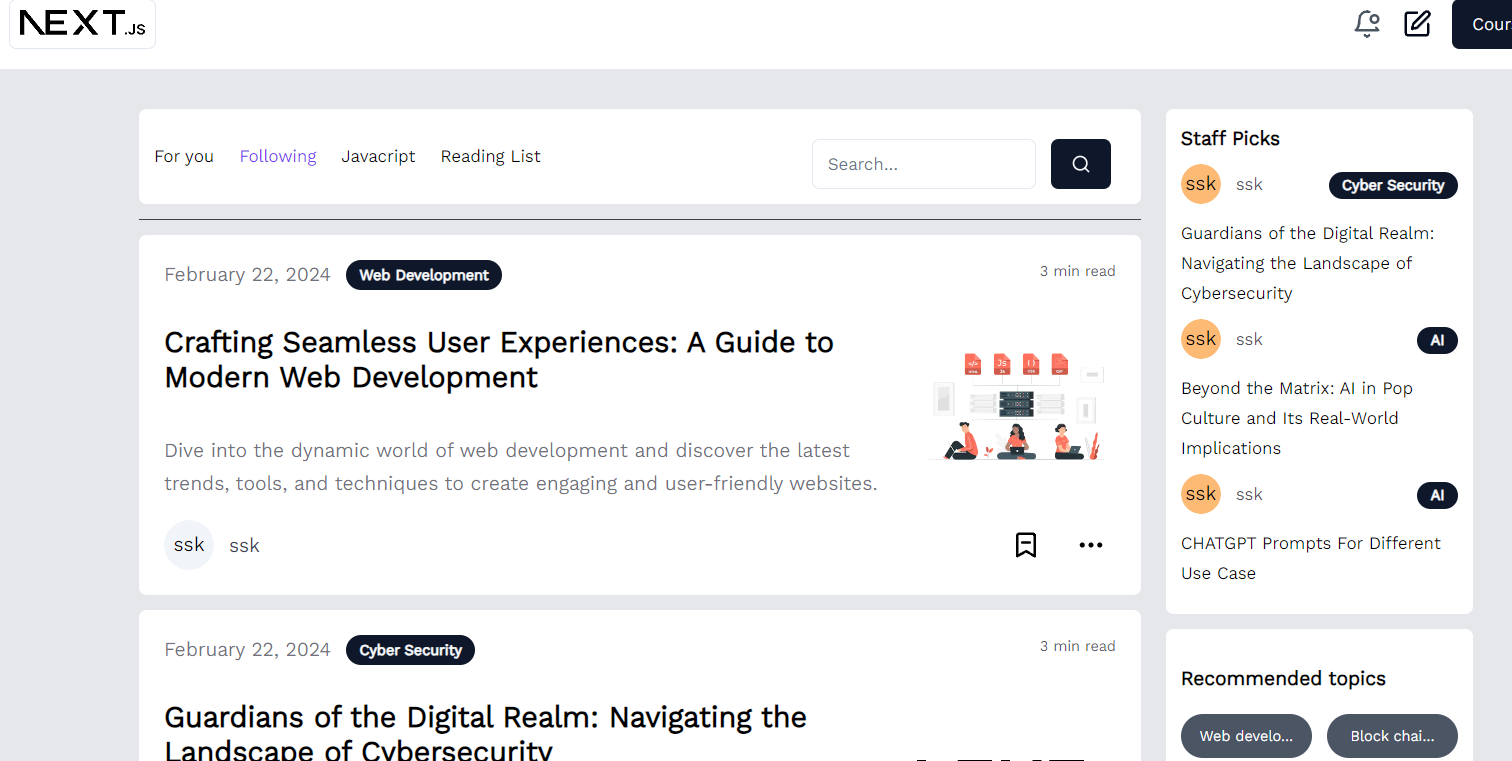 NEXT.JS
Cour
For you Following Javacript Reading List
Search...
February 22, 2024 Web Development 3 min read
Crafting Seamless User Experiences: A Guide to
Modern Web Development
Dive into the dynamic world of web development and discover the latest
trends, tools, and techniques to create engaging and user-friendly websites.
ssk ssk
February 22, 2024 Cyber Security 3 min read
Guardians of the Digital Realm: Navigating the
Landscape of Cybersecurity
Staff Picks
ssk ssk Cyber Security
Guardians of the Digital Realm:
Navigating the Landscape of
Cybersecurity
ssk ssk AI
Beyond the Matrix: AI in Pop
Culture and Its Real-World
Implications
ssk ssk AI
CHATGPT Prompts For Different
Use Case
Recommended topics
Web develo... Block chai...